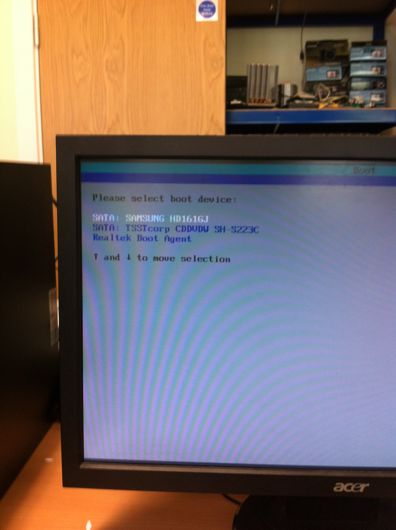 Boot
Please select boot device:
SATA: SAMSUNG HD161GJ
SATA: TSSTcorp CDDVDW SH-S223C
Realtek Boot Agent
↑ and ↓ to move selection
acer